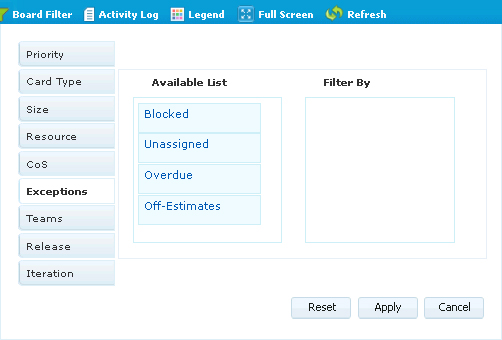 Board Filter Activity Log Legend Full Screen Refresh
Priority
Card Type
Size
Resource
CoS
Exceptions
Teams
Release
Iteration
Available List Filter By
Blocked
Unassigned
Overdue
Off-Estimates
Reset Apply Cancel